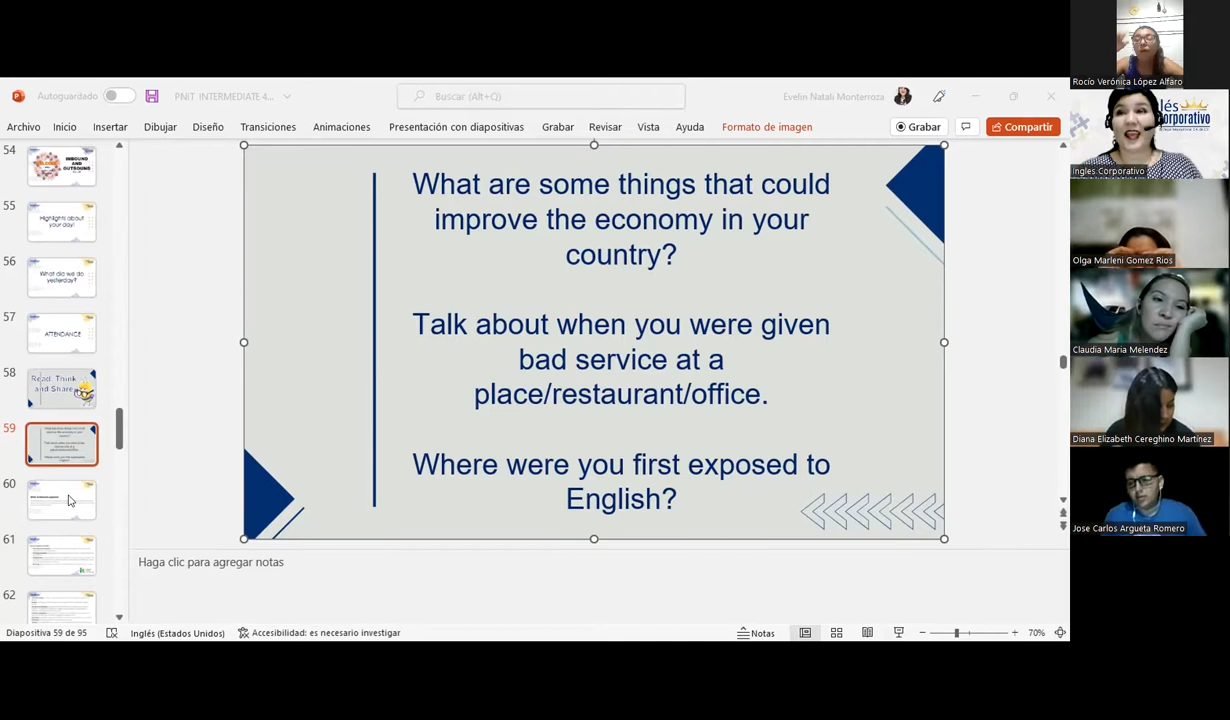 Autoguardado
PNIT_INTERMEDIATE 4...
Buscar (Alt+Q)
Evelin Natali Monterroza
Archivo Inicio Insertar Dibujar Diseño Transiciones Animaciones Presentación con diapositivas Grabar Revisar Vista Ayuda Formato de imagen
Grabar
Compartir
54
INBOUND
AND
OUTBOUND
55
Highlights about
your day!
56
What did we do
yesterday?
57
ATTENDANCE
58
Read, Think
and Share
59
60
61
62
What are some things that could
improve the economy in your
country?
Talk about when you were given
bad service at a
place/restaurant/office.
Where were you first exposed to
English?
Haga clic para agregar notas
Diapositiva 59 de 95
Inglés (Estados Unidos)
Accesibilidad: es necesario investigar
Notas
70%
Rocío Verónica López Alfaro
Corporativo
Ingles Corporativo
Olga Marleni Gomez Rios
Claudia Maria Melendez
Diana Elizabeth Cereghino Martínez
Jose Carlos Argueta Romero